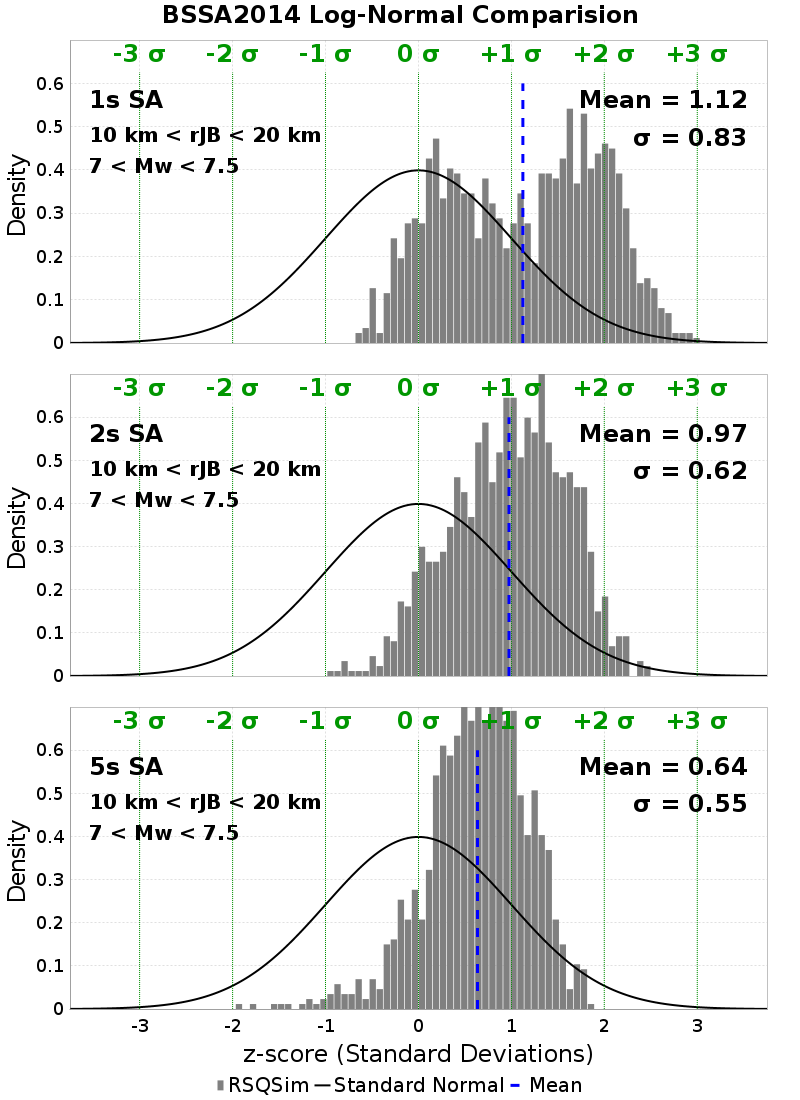 BSSA2014 Log-Normal Comparision
-3 σ -2 σ -1 σ 0 σ +1 σ +2 σ +3 σ
1s SA
10 km < rJB < 20 km
7 < Mw < 7.5
Mean = 1.12
σ = 0.83
Density
0.6
0.5
0.4
0.3
0.2
0.1
0
-3 σ -2 σ -1 σ 0 σ +1 σ +2 σ +3 σ
2s SA
10 km < rJB < 20 km
7 < Mw < 7.5
Mean = 0.97
σ = 0.62
Density
0.6
0.5
0.4
0.3
0.2
0.1
0
-3 σ -2 σ -1 σ 0 σ +1 σ +2 σ +3 σ
5s SA
10 km < rJB < 20 km
7 < Mw < 7.5
Mean = 0.64
σ = 0.55
Density
0.6
0.5
0.4
0.3
0.2
0.1
0
-3 -2 -1 0 1 2 3
z-score (Standard Deviations)
RSQSim Standard Normal Mean